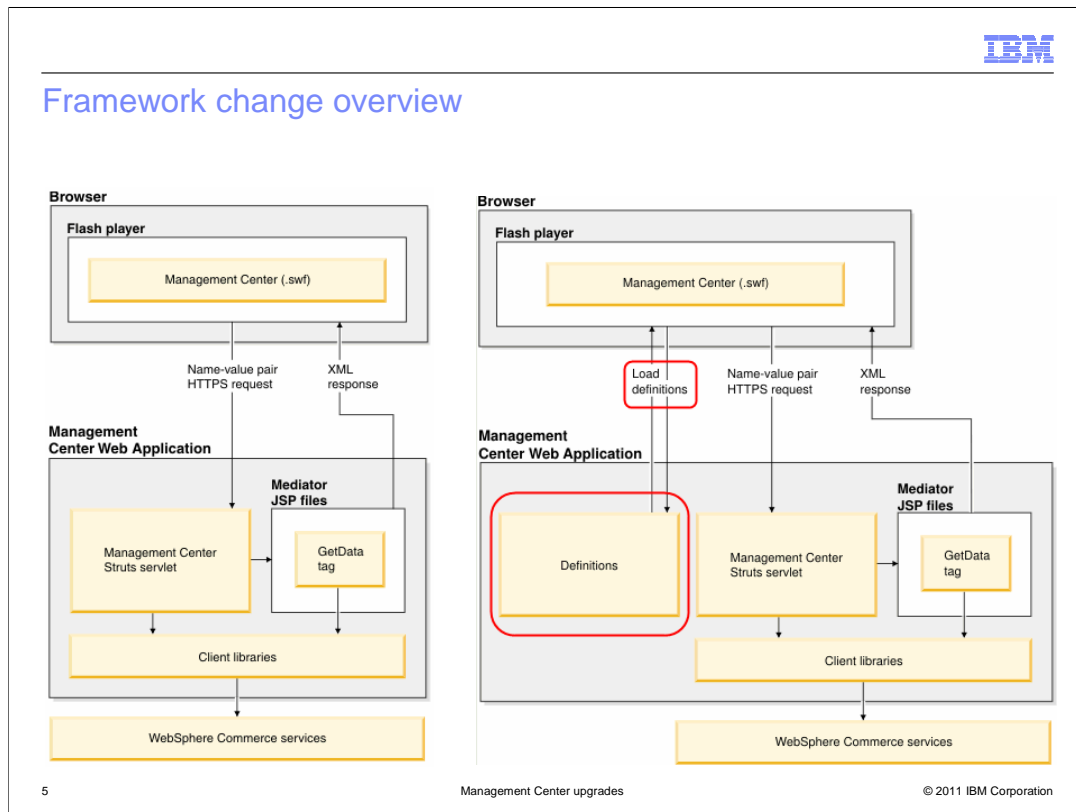 IBM
Framework change overview
Browser
Flash player
Management Center (.swf)
Name-value pair
HTTPS request
XML
response
Management
Center Web Application
Mediator
JSP files
Management Center
Struts servlet
GetData
tag
Client libraries
WebSphere Commerce services
Browser
Flash player
Management Center (.swf)
Load
definitions
Name-value pair
HTTPS request
XML
response
Management
Center Web Application
Mediator
JSP files
Definitions
Management Center
Struts servlet
GetData
tag
Client libraries
WebSphere Commerce services
5
Management Center upgrades
© 2011 IBM Corporation